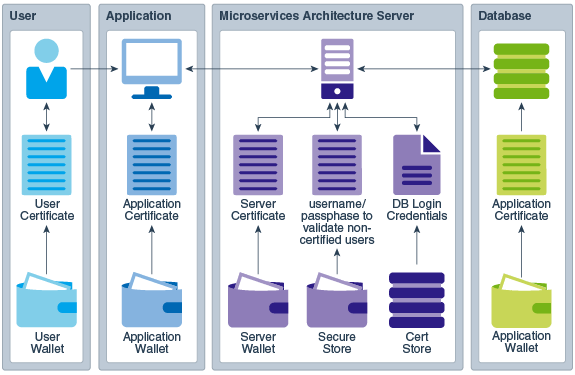 User
Application
Microservices Architecture Server
Database
User
Certificate
Application
Certificate
Server
Certificate
username/
passphase to
validate non-
certified users
DB Login
Credentials
Application
Certificate
User
Wallet
Application
Wallet
Server
Wallet
Secure
Store
Cert
Store
Application
Wallet